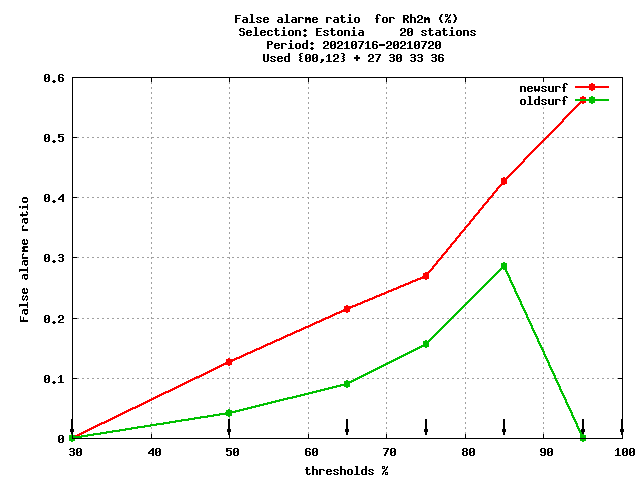 False alarme ratio  for Rh2m (%)
Selection: Estonia     20 stations
Period: 20210716-20210720
Used {00,12} + 27 30 33 36
newsurf
oldsurf
False alarme ratio
0.6
0.5
0.4
0.3
0.2
0.1
0
30 40 50 60 70 80 90 100
thresholds %